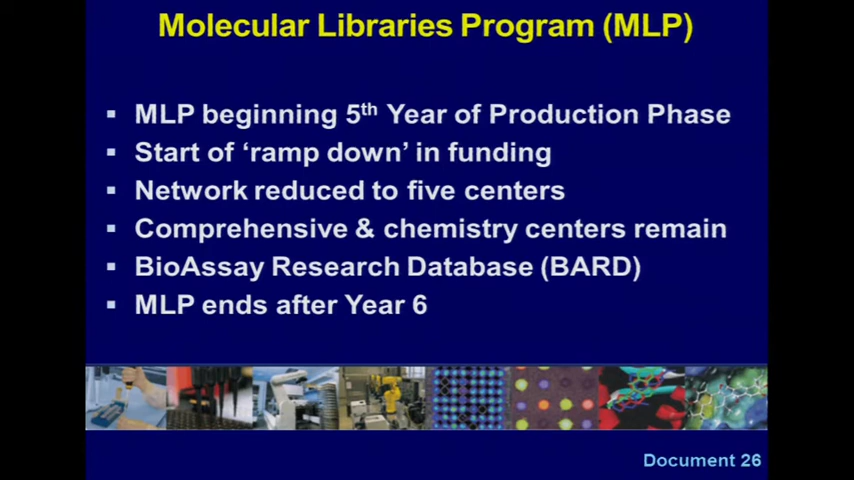 Molecular Libraries Program (MLP)
▪ MLP beginning 5th Year of Production Phase
▪ Start of ‘ramp down’ in funding
▪ Network reduced to five centers
▪ Comprehensive & chemistry centers remain
▪ BioAssay Research Database (BARD)
▪ MLP ends after Year 6
Document 26